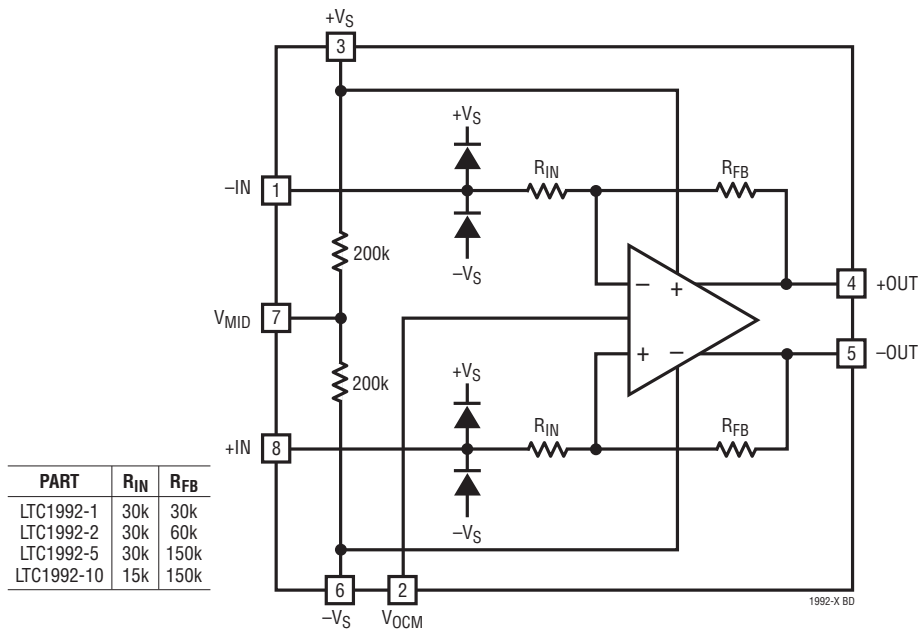 +VS
3
+VS
–IN
1
RIN
RFB
200k
–VS
– +
4
+OUT
VMID
7
+ –
5
–OUT
200k
+VS
+IN
8
RIN
RFB
–VS
PART RIN RFB
LTC1992-1 30k 30k
LTC1992-2 30k 60k
LTC1992-5 30k 150k
LTC1992-10 15k 150k
6
2
–VS
VOCM
1992-X BD